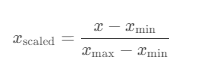 x_scaled = (x − x_min) / (x_max − x_min)